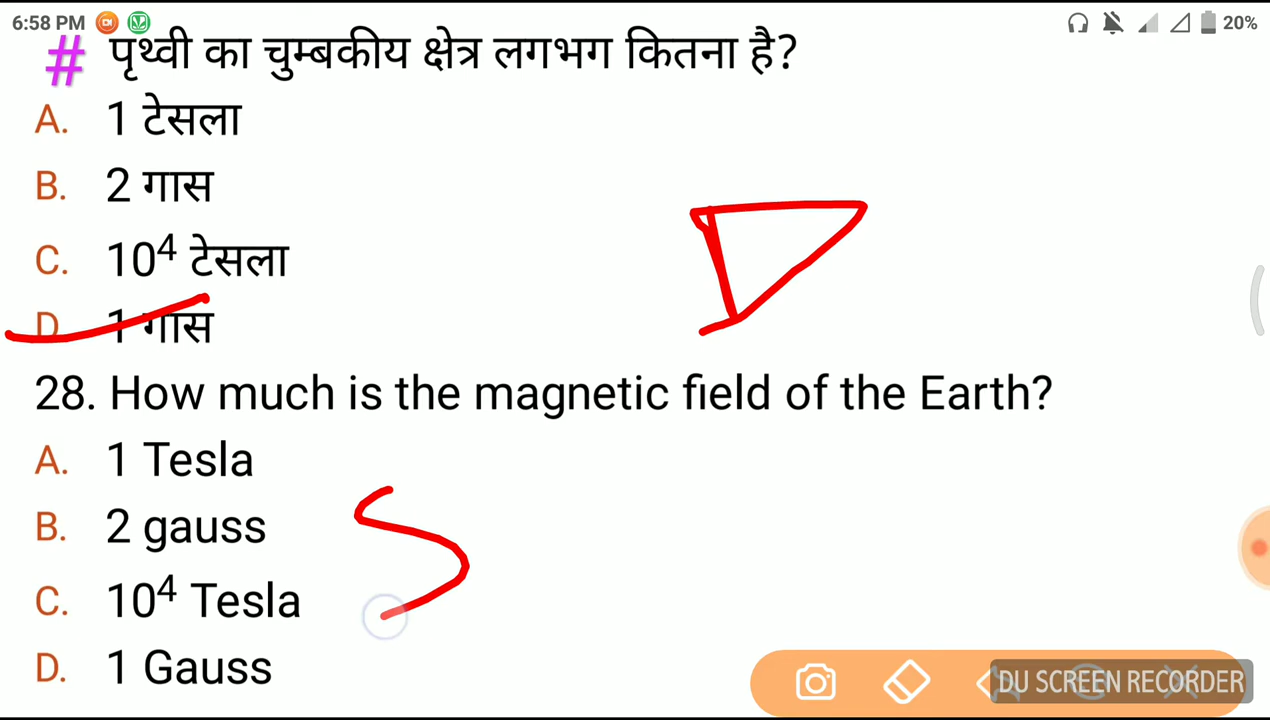 6:58 PM 20%
# पृथ्वी का चुम्बकीय क्षेत्र लगभग कितना है?
A. 1 टेसला
B. 2 गास
C. 10⁴ टेसला
D. 1 गास
28. How much is the magnetic field of the Earth?
A. 1 Tesla
B. 2 gauss
C. 10⁴ Tesla
D. 1 Gauss
DU SCREEN RECORDER